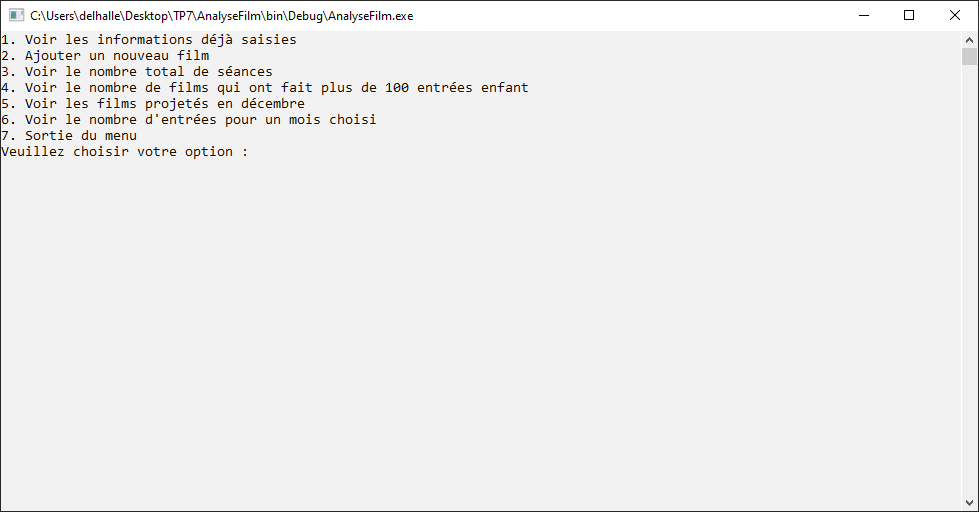 C:\Users\delhalle\Desktop\TP7\AnalyseFilm\bin\Debug\AnalyseFilm.exe
1. Voir les informations déjà saisies
2. Ajouter un nouveau film
3. Voir le nombre total de séances
4. Voir le nombre de films qui ont fait plus de 100 entrées enfant
5. Voir les films projetés en décembre
6. Voir le nombre d'entrées pour un mois choisi
7. Sortie du menu
Veuillez choisir votre option :